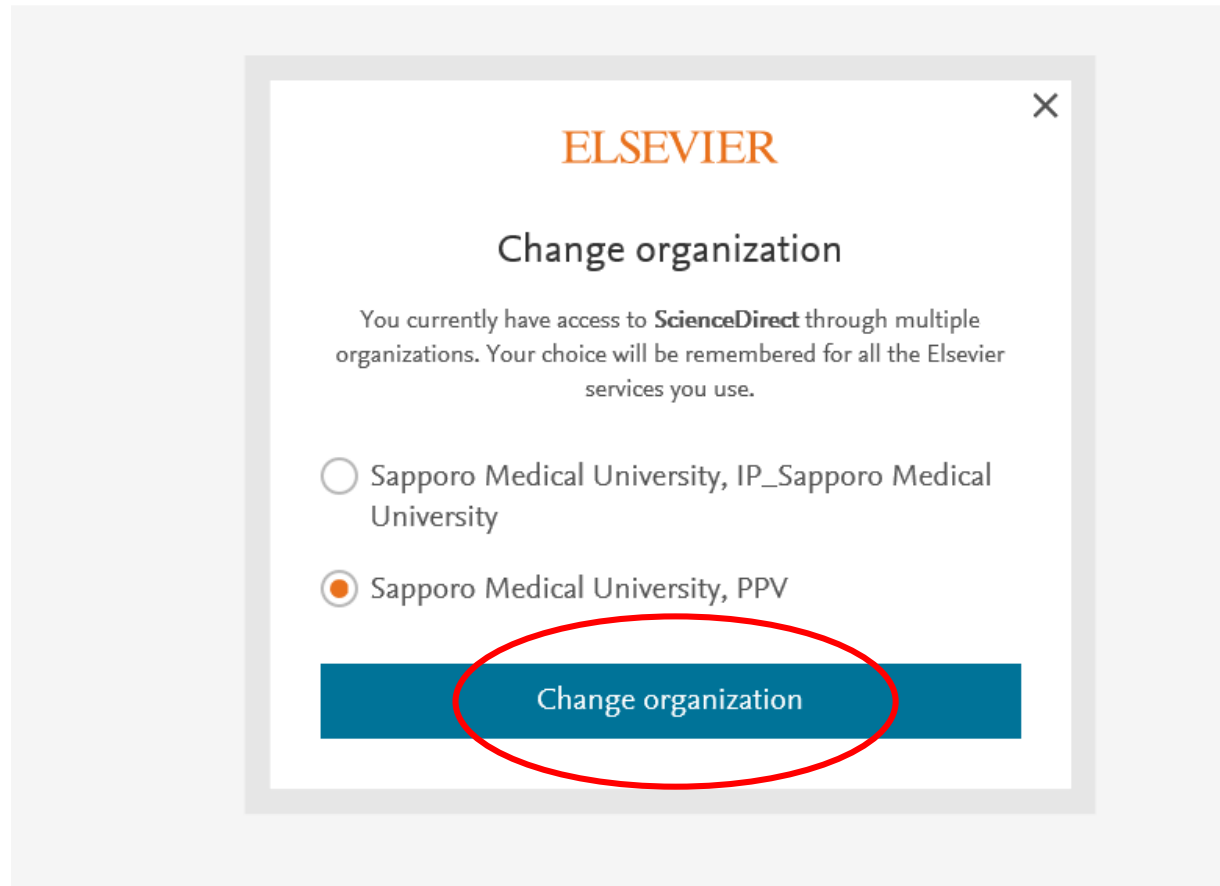 ELSEVIER
Change organization
You currently have access to ScienceDirect through multiple
organizations. Your choice will be remembered for all the Elsevier
services you use.
Sapporo Medical University, IP_Sapporo Medical
University
Sapporo Medical University, PPV
Change organization